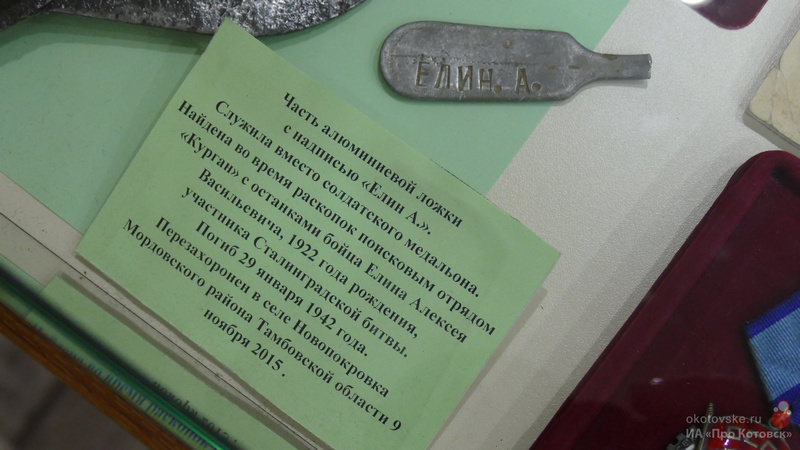 ЕЛИН. А.
Часть алюминиевой ложки
с надписью «Елин А».
Служила вместо солдатского медальона.
Найдена во время раскопок поисковым отрядом
«Курган» с останками бойца Елина Алексея
Васильевича, 1922 года рождения,
участника Сталинградской битвы.
Погиб 29 января 1942 года.
Перезахоронен в селе Новопокровка
Мордовского района Тамбовской области 9
ноября 2015.
okotovske.ru
ИА «Про Котовск»